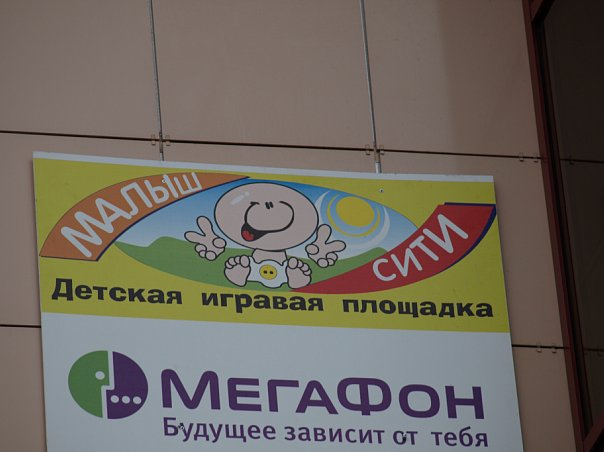 МАЛЫШ
СИТИ
Детская игравая площадка
МЕГАФОН
Будущее зависит от тебя